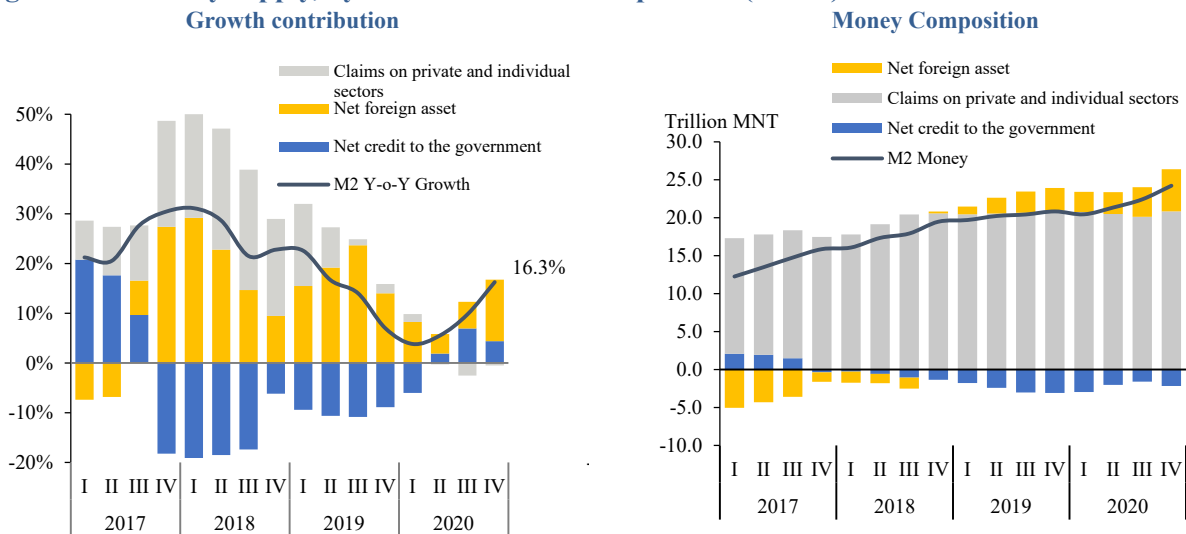 Growth contribution
Claims on private and individual
sectors
Net foreign asset
Net credit to the government
M2 Y-o-Y Growth
50%
40%
30%
20%
10%
0%
-10%
-20%
16.3%
I II III IV I II III IV I II III IV I II III IV
2017 2018 2019 2020
Money Composition
Net foreign asset
Claims on private and individual sectors
Net credit to the government
M2 Money
Trillion MNT
30.0
25.0
20.0
15.0
10.0
5.0
0.0
-5.0
-10.0
I II III IV I II III IV I II III IV I II III IV
2017 2018 2019 2020